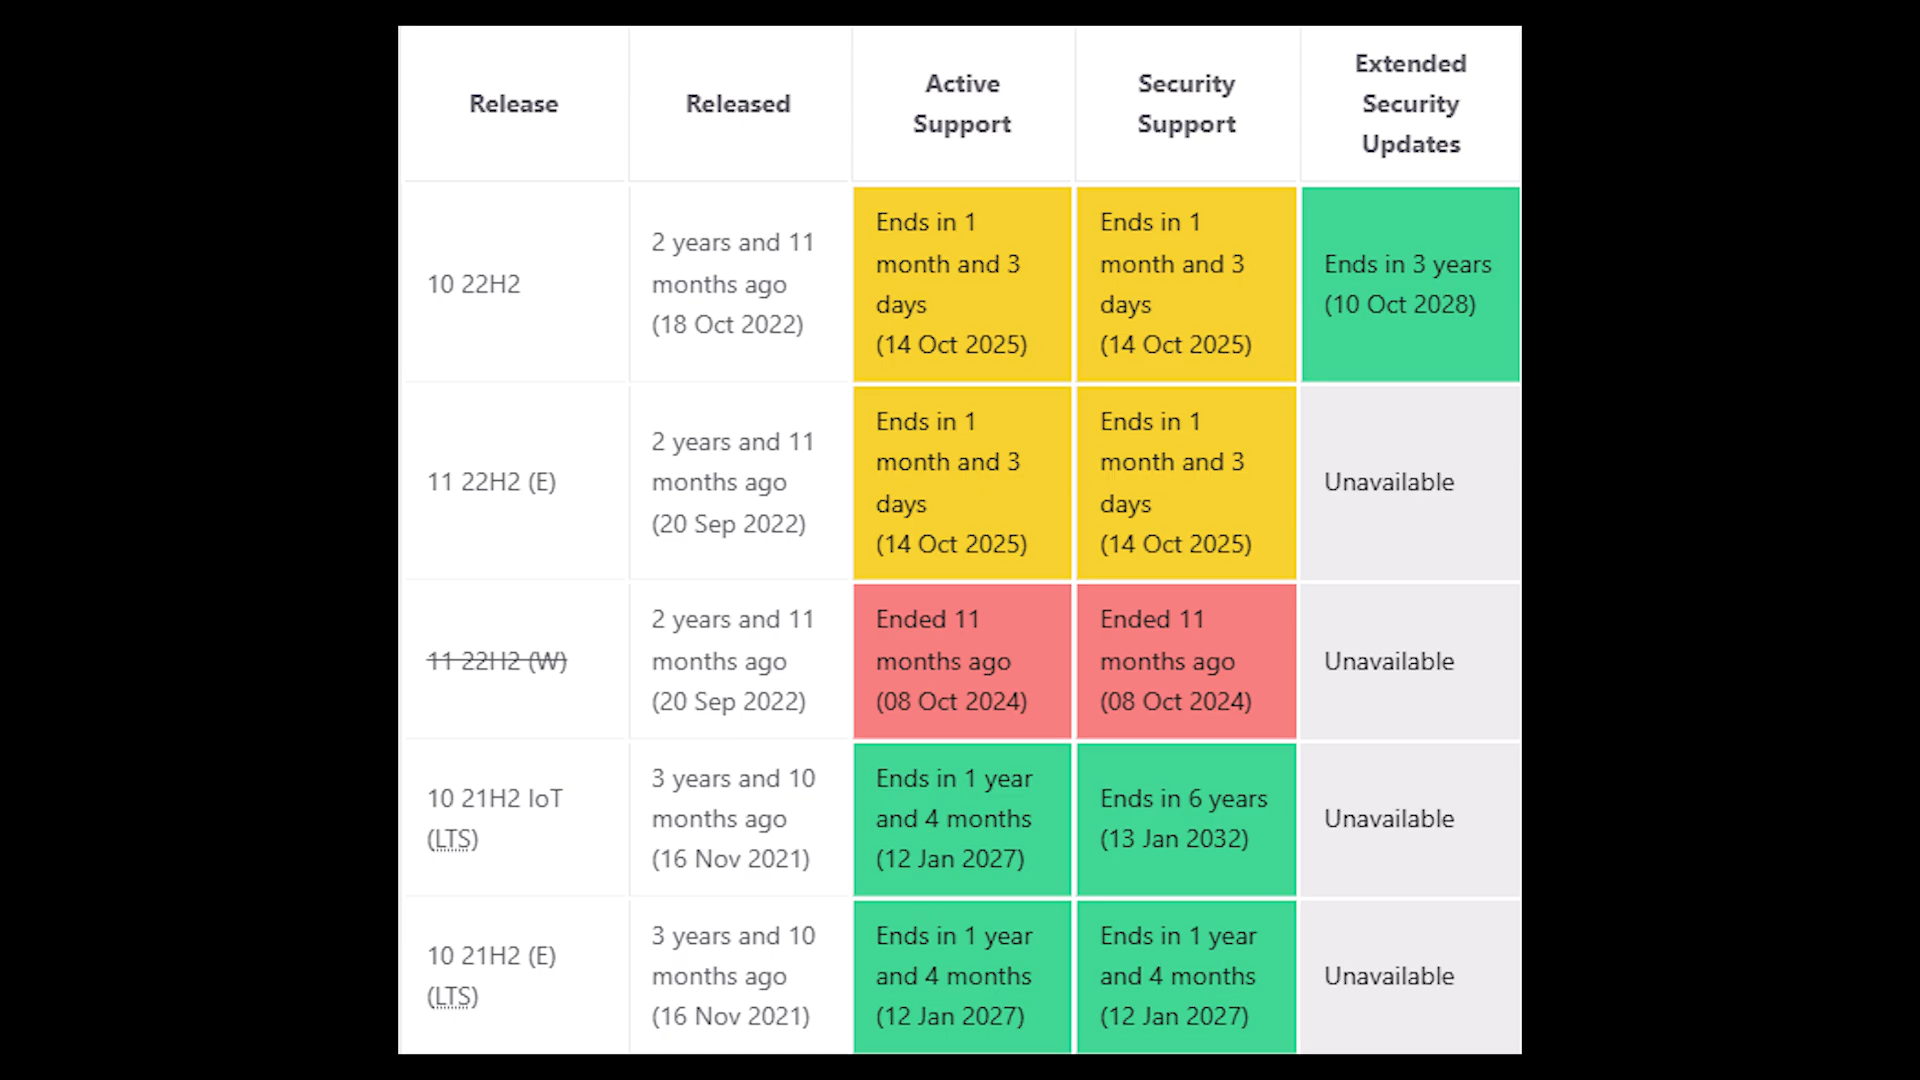 Release
Released
Active
Support
Security
Support
Extended
Security
Updates
10 22H2
2 years and 11
months ago
(18 Oct 2022)
Ends in 1
month and 3
days
(14 Oct 2025)
Ends in 1
month and 3
days
(14 Oct 2025)
Ends in 3 years
(10 Oct 2028)
11 22H2 (E)
2 years and 11
months ago
(20 Sep 2022)
Ends in 1
month and 3
days
(14 Oct 2025)
Ends in 1
month and 3
days
(14 Oct 2025)
Unavailable
11 22H2 (W)
2 years and 11
months ago
(20 Sep 2022)
Ended 11
months ago
(08 Oct 2024)
Ended 11
months ago
(08 Oct 2024)
Unavailable
10 21H2 IoT
(LTS)
3 years and 10
months ago
(16 Nov 2021)
Ends in 1 year
and 4 months
(12 Jan 2027)
Ends in 6 years
(13 Jan 2032)
Unavailable
10 21H2 (E)
(LTS)
3 years and 10
months ago
(16 Nov 2021)
Ends in 1 year
and 4 months
(12 Jan 2027)
Ends in 1 year
and 4 months
(12 Jan 2027)
Unavailable